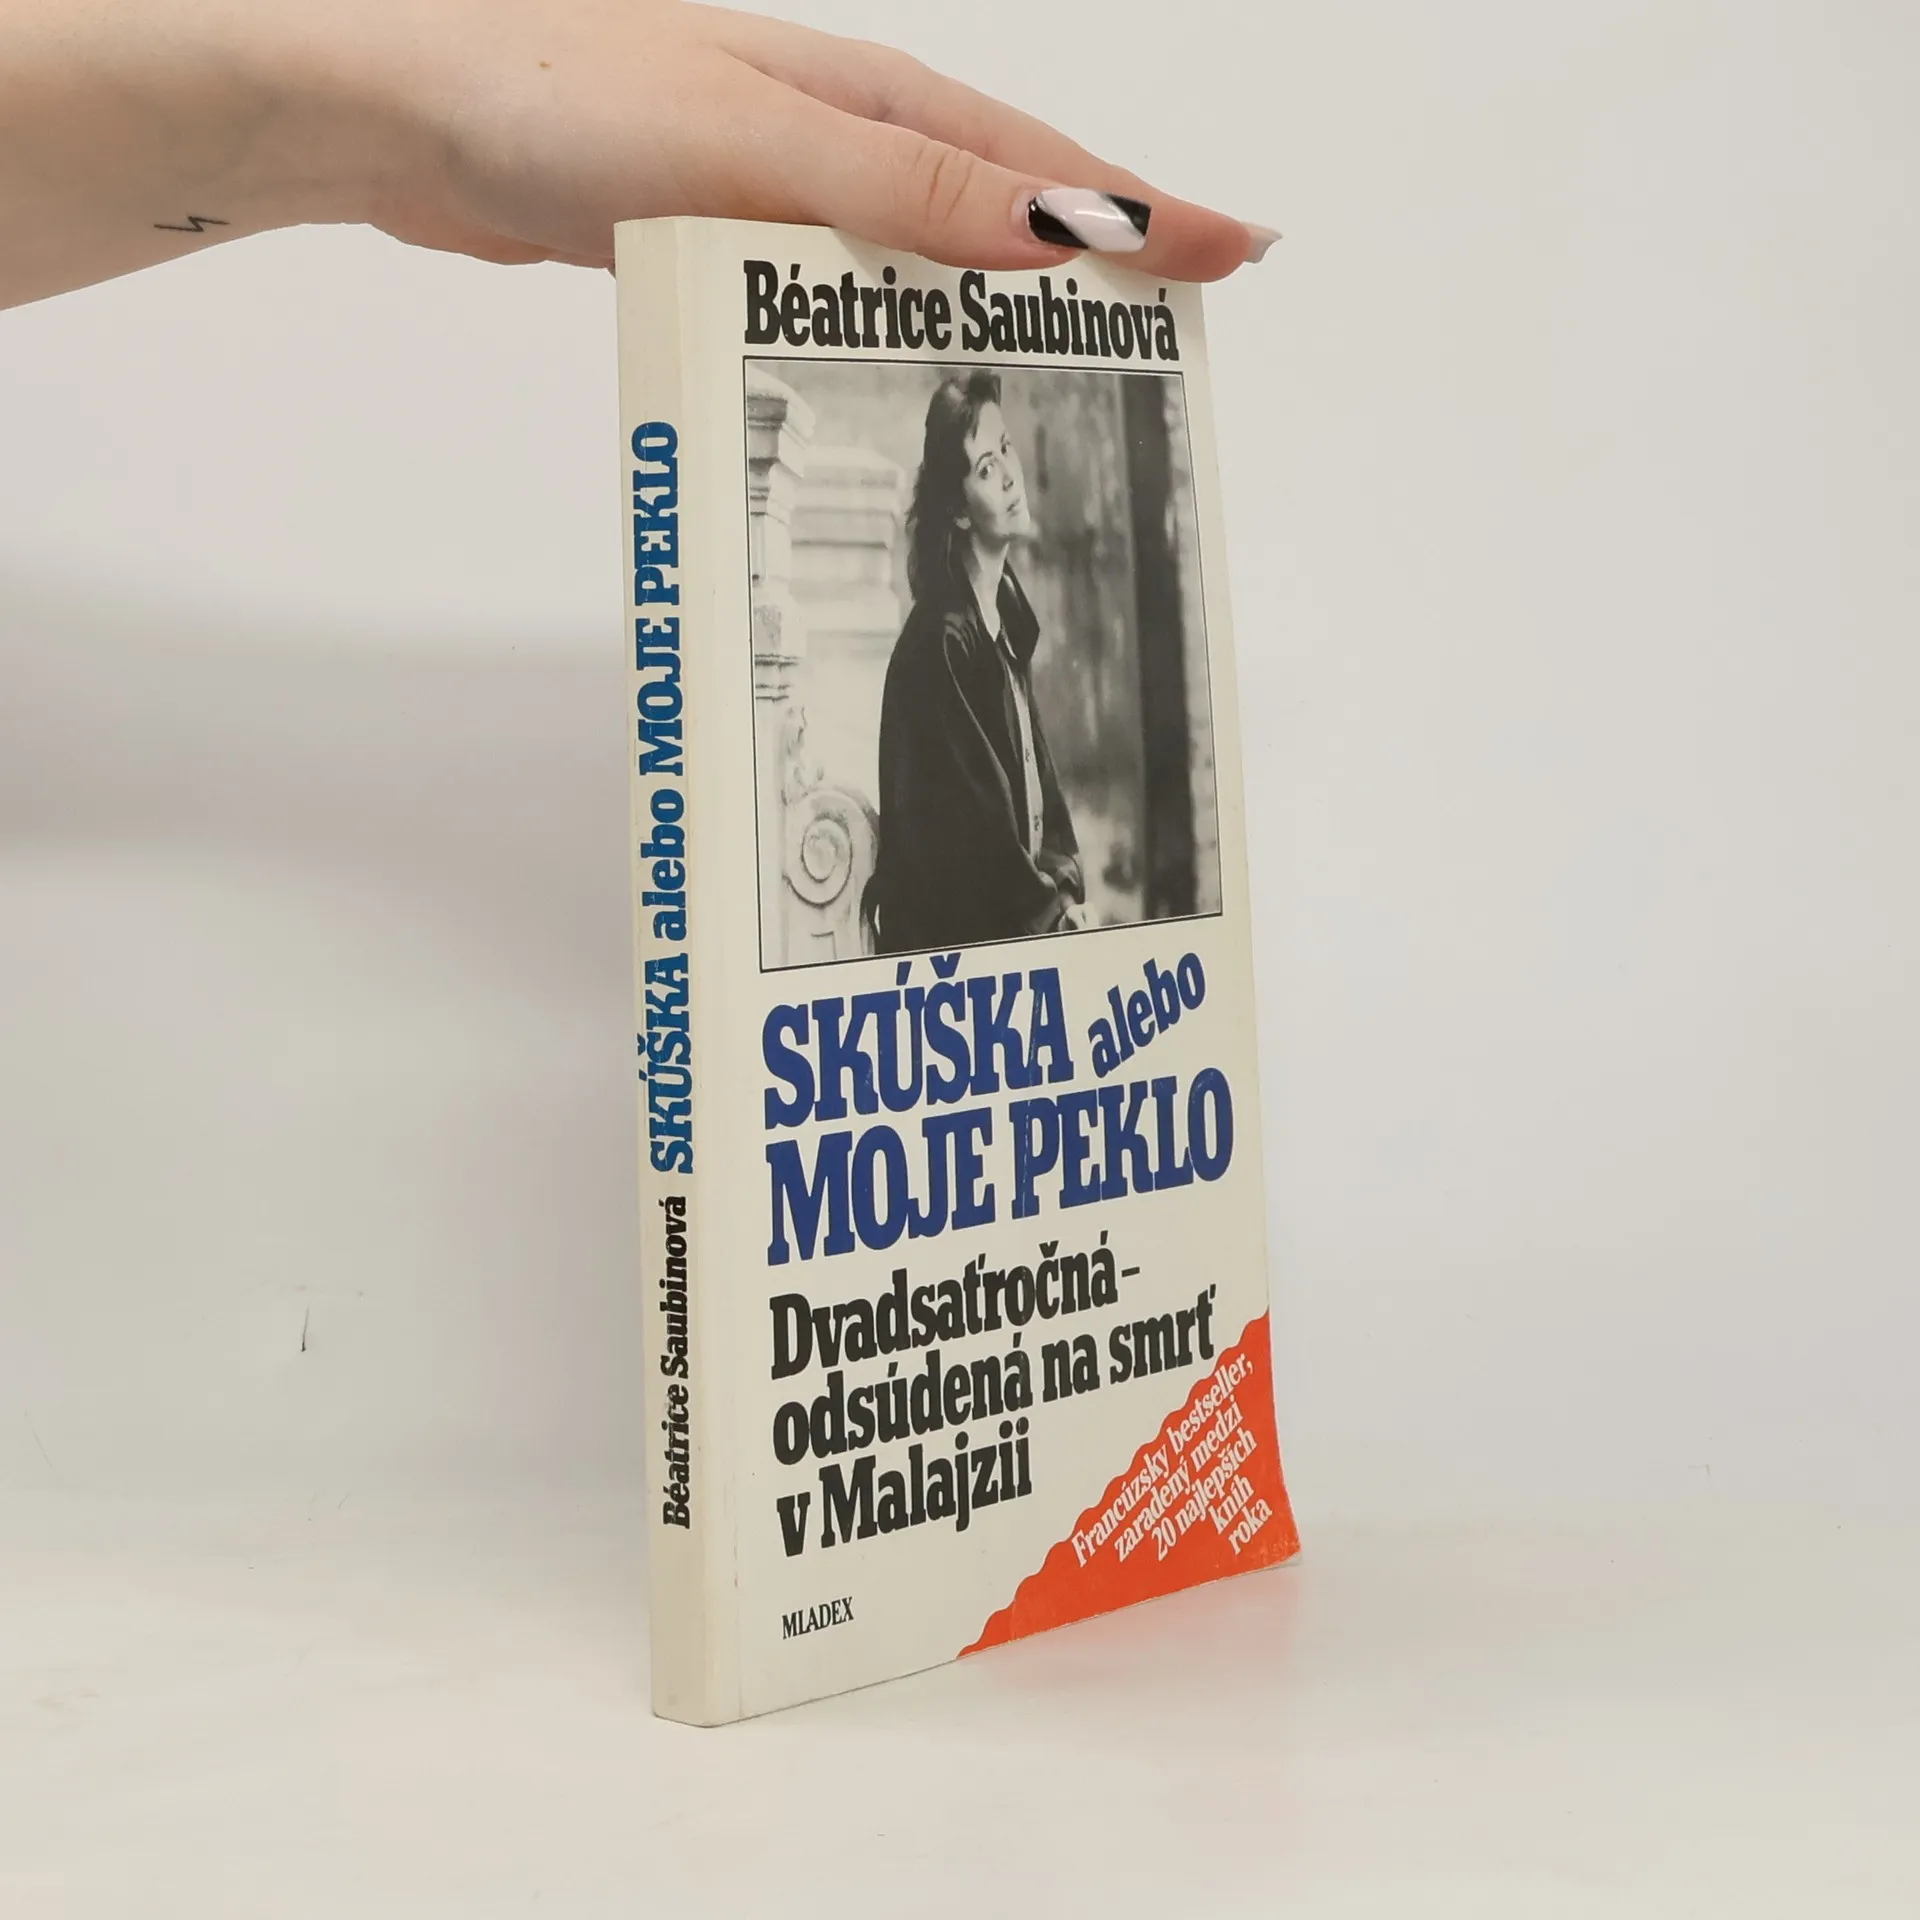 Béatrice Saubinová
SKÚŠKA alebo
MOJE PEKLO
Dvadsaťročná-
odsúdená na smrť
v Malajzii
Francúzsky bestseller,
zaradený medzi
20 najlepších
kníh
roka
MLADEX
Béatrice Saubinová SKÚŠKA alebo MOJE PEKLO